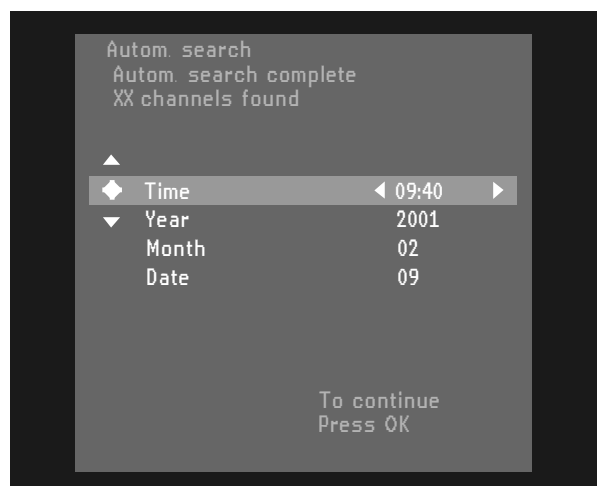 Autom. search
Autom. search complete
XX channels found
Time 09:40
Year 2001
Month 02
Date 09
To continue
Press OK